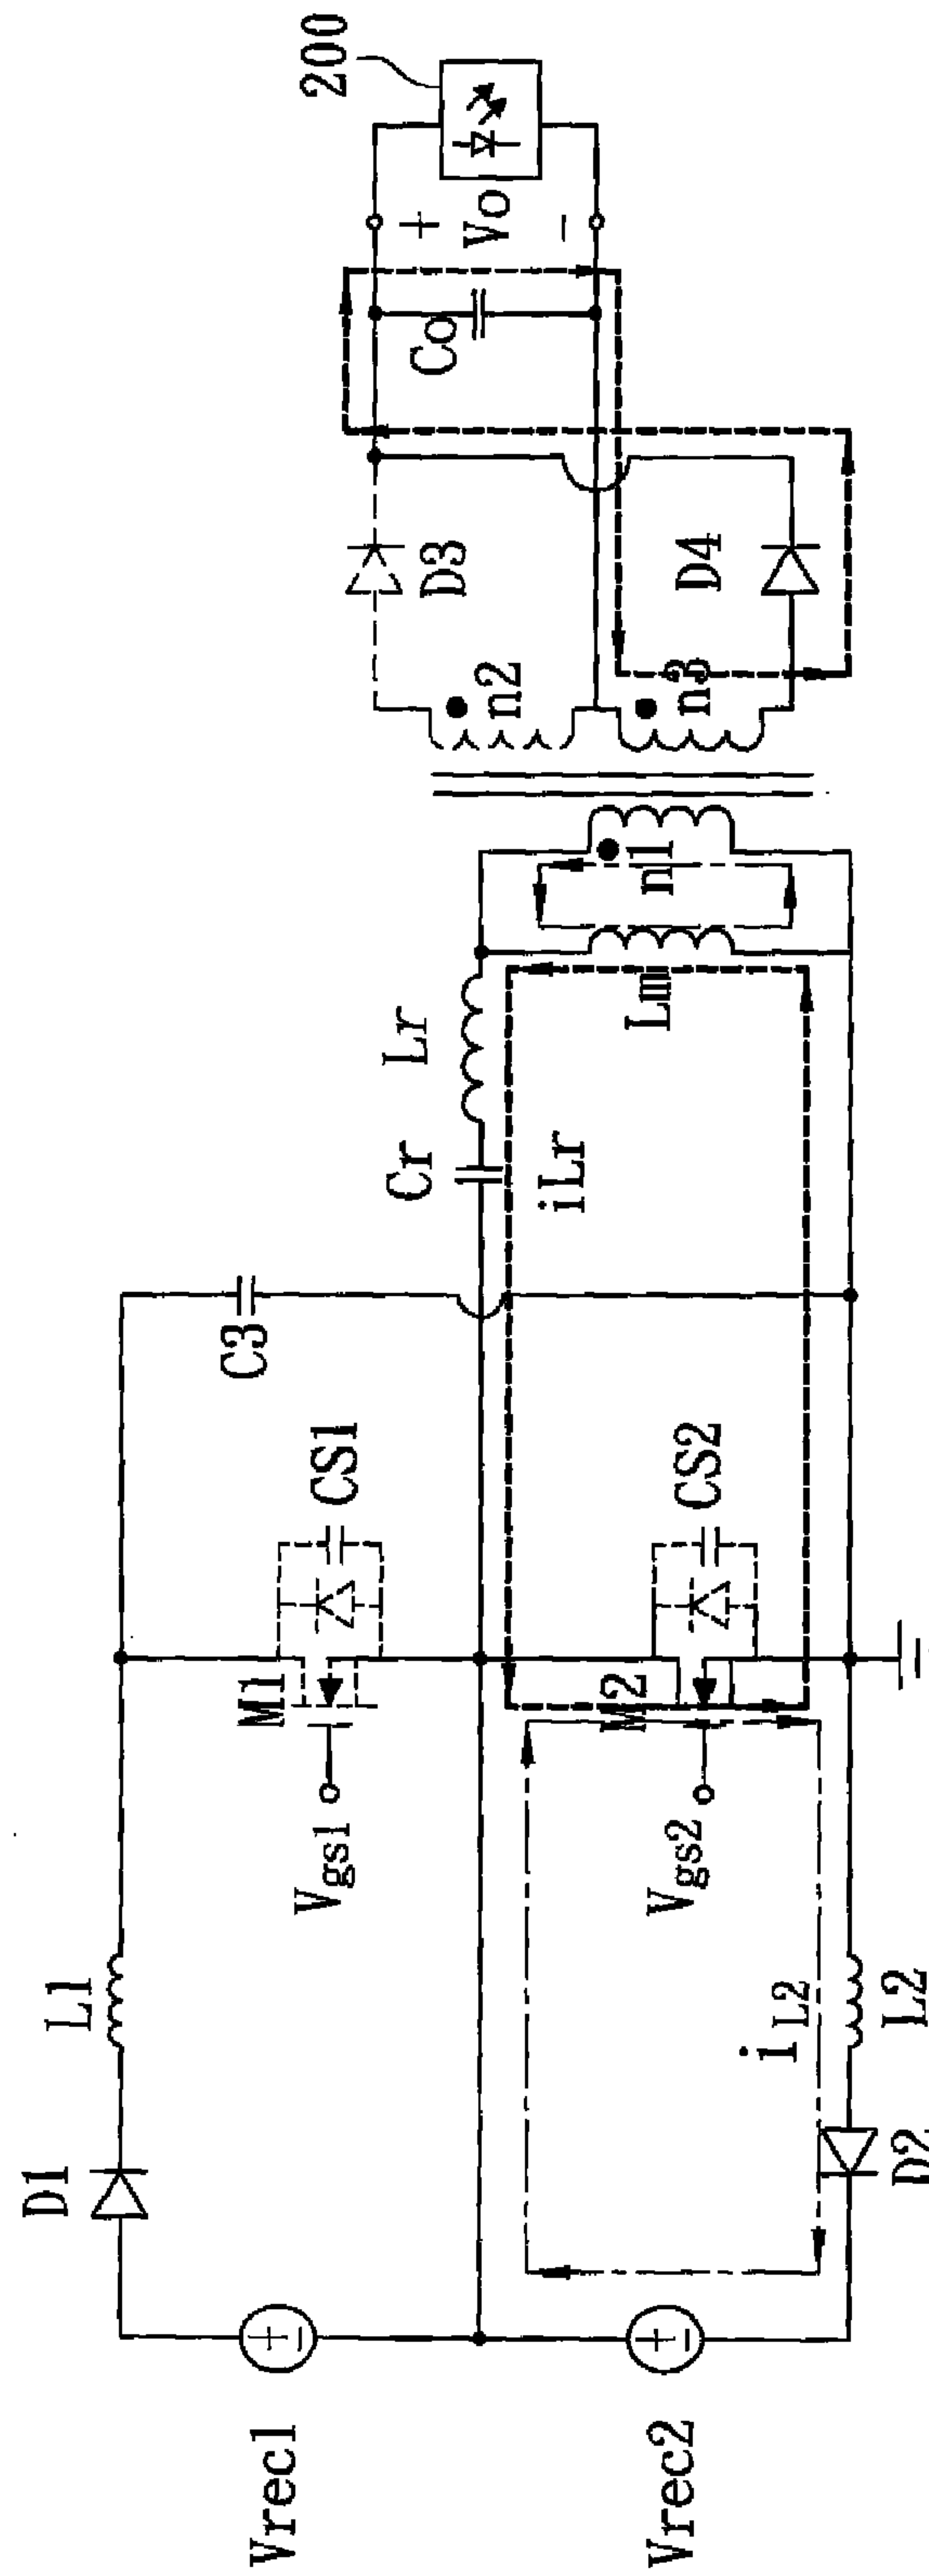 Vrec1
Vrec2
D1
L1
Vgs1
M1
CS1
C3
Cr
Lr
iLr
Vgs2
M2
CS2
iL2
L2
D2
Lm
n1
n2
n3
D3
D4
Co
+
Vo
-
200